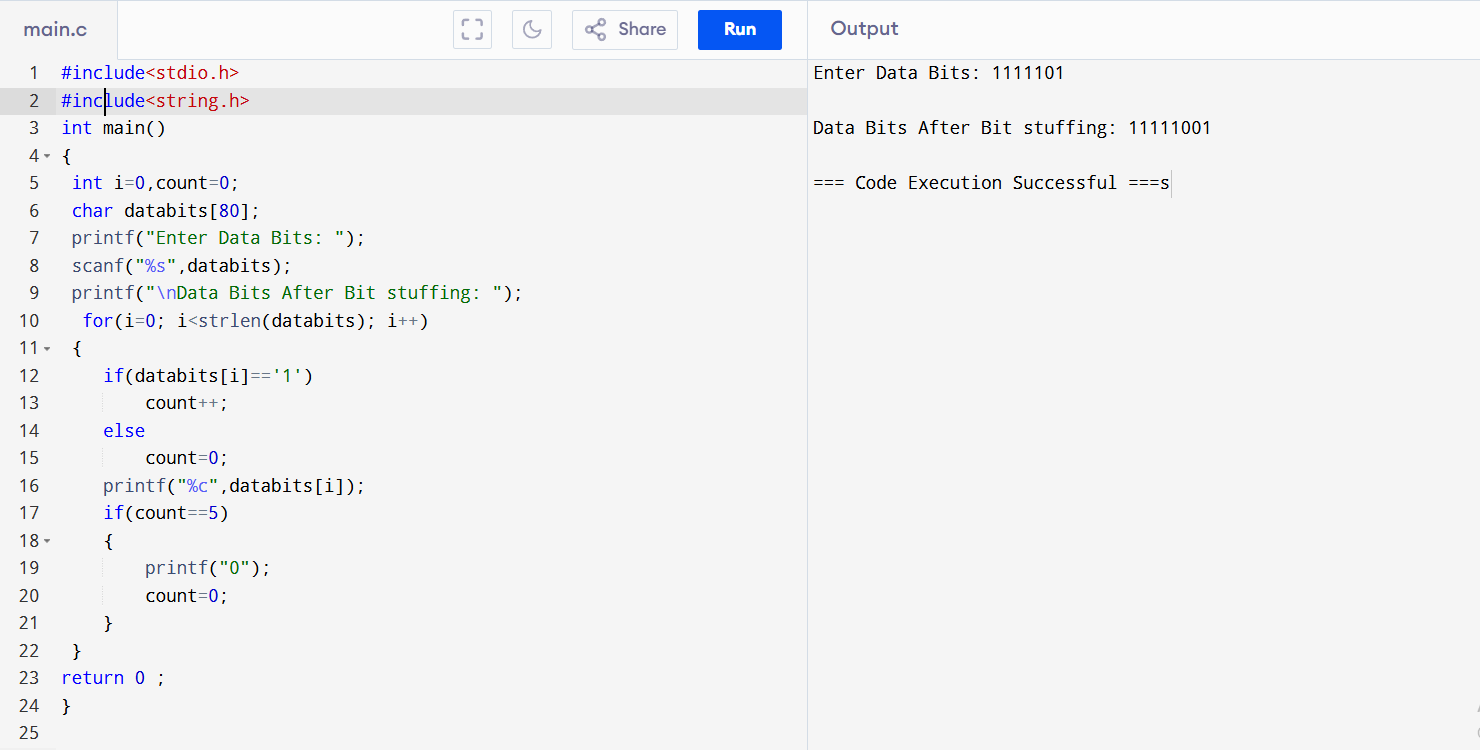 main.c
Share
Run
Output
1 #include<stdio.h>
2 #include<string.h>
3 int main()
4 {
5 int i=0,count=0;
6 char databits[80];
7 printf("Enter Data Bits: ");
8 scanf("%s",databits);
9 printf("\nData Bits After Bit stuffing: ");
10 for(i=0; i<strlen(databits); i++)
11 {
12 if(databits[i]=='1')
13 count++;
14 else
15 count=0;
16 printf("%c",databits[i]);
17 if(count==5)
18 {
19 printf("0");
20 count=0;
21 }
22 }
23 return 0 ;
24 }
25
Enter Data Bits: 1111101
Data Bits After Bit stuffing: 11111001
=== Code Execution Successful ===s